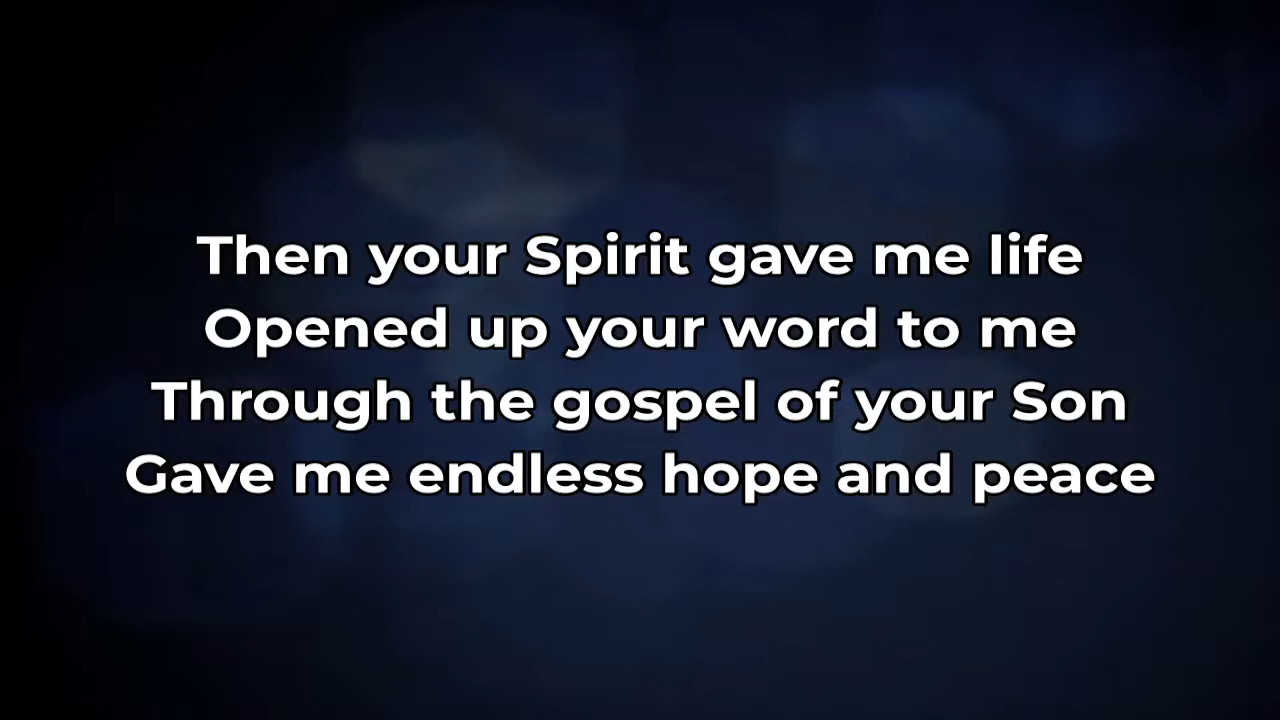 Then your Spirit gave me life
Opened up your word to me
Through the gospel of your Son
Gave me endless hope and peace